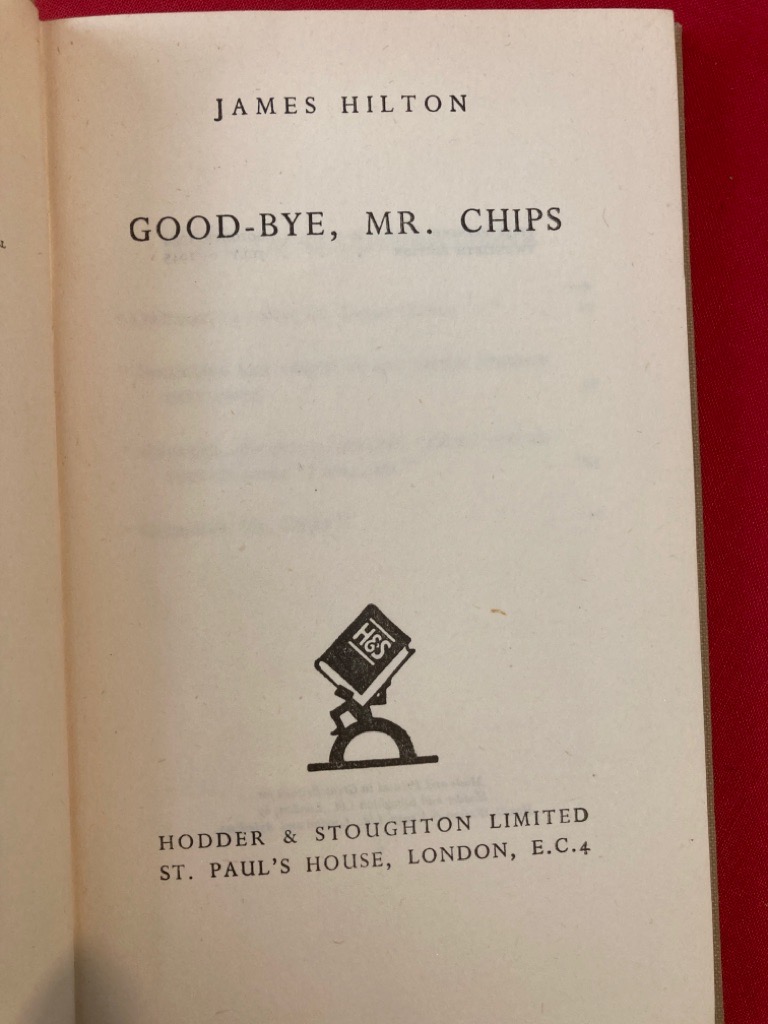 JAMES HILTON
GOOD-BYE, MR. CHIPS
H&S
HODDER & STOUGHTON LIMITED
ST. PAUL'S HOUSE, LONDON, E.C.4